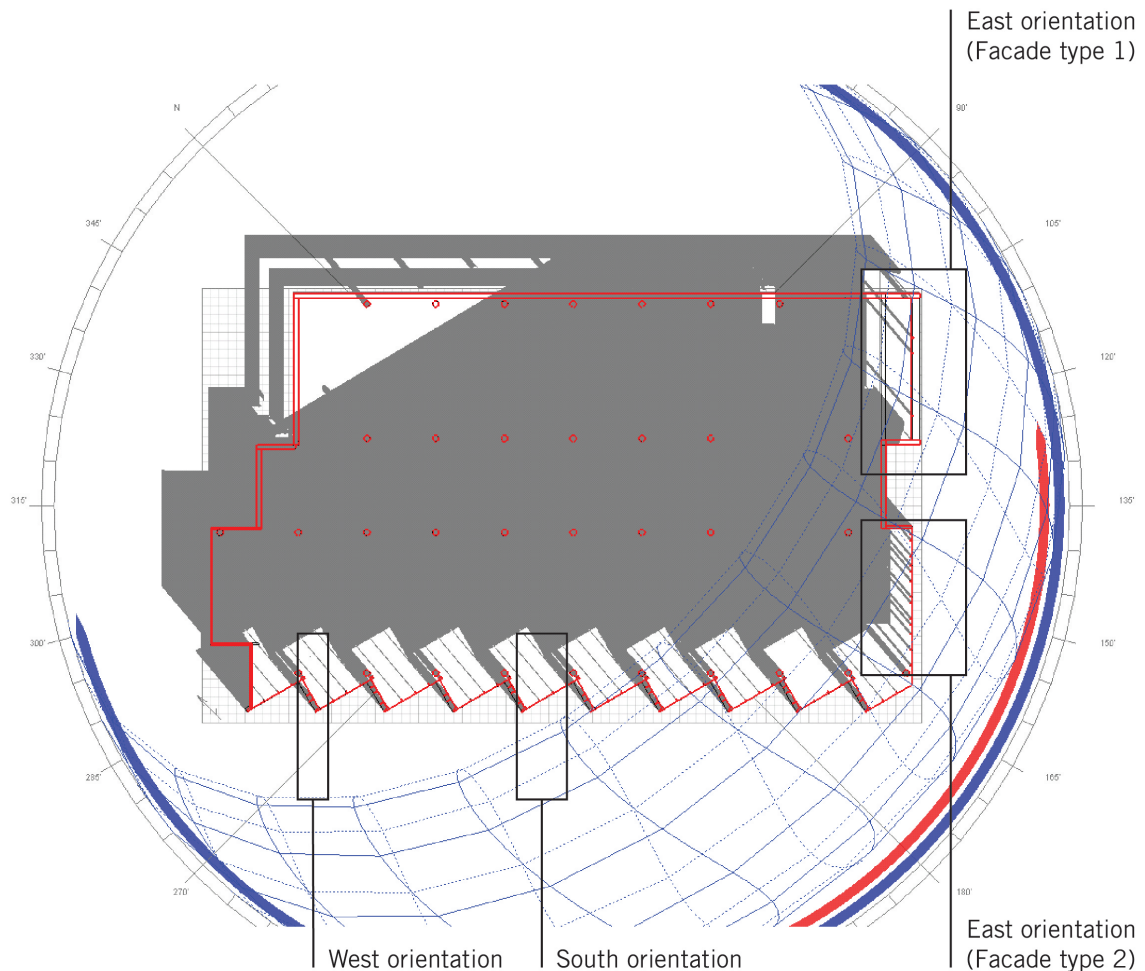 East orientation
(Facade type 1)
N
90'
345'
105'
330'
120'
315'
135'
300'
150'
N
285'
165'
270'
180'
East orientation
(Facade type 2)
West orientation
South orientation